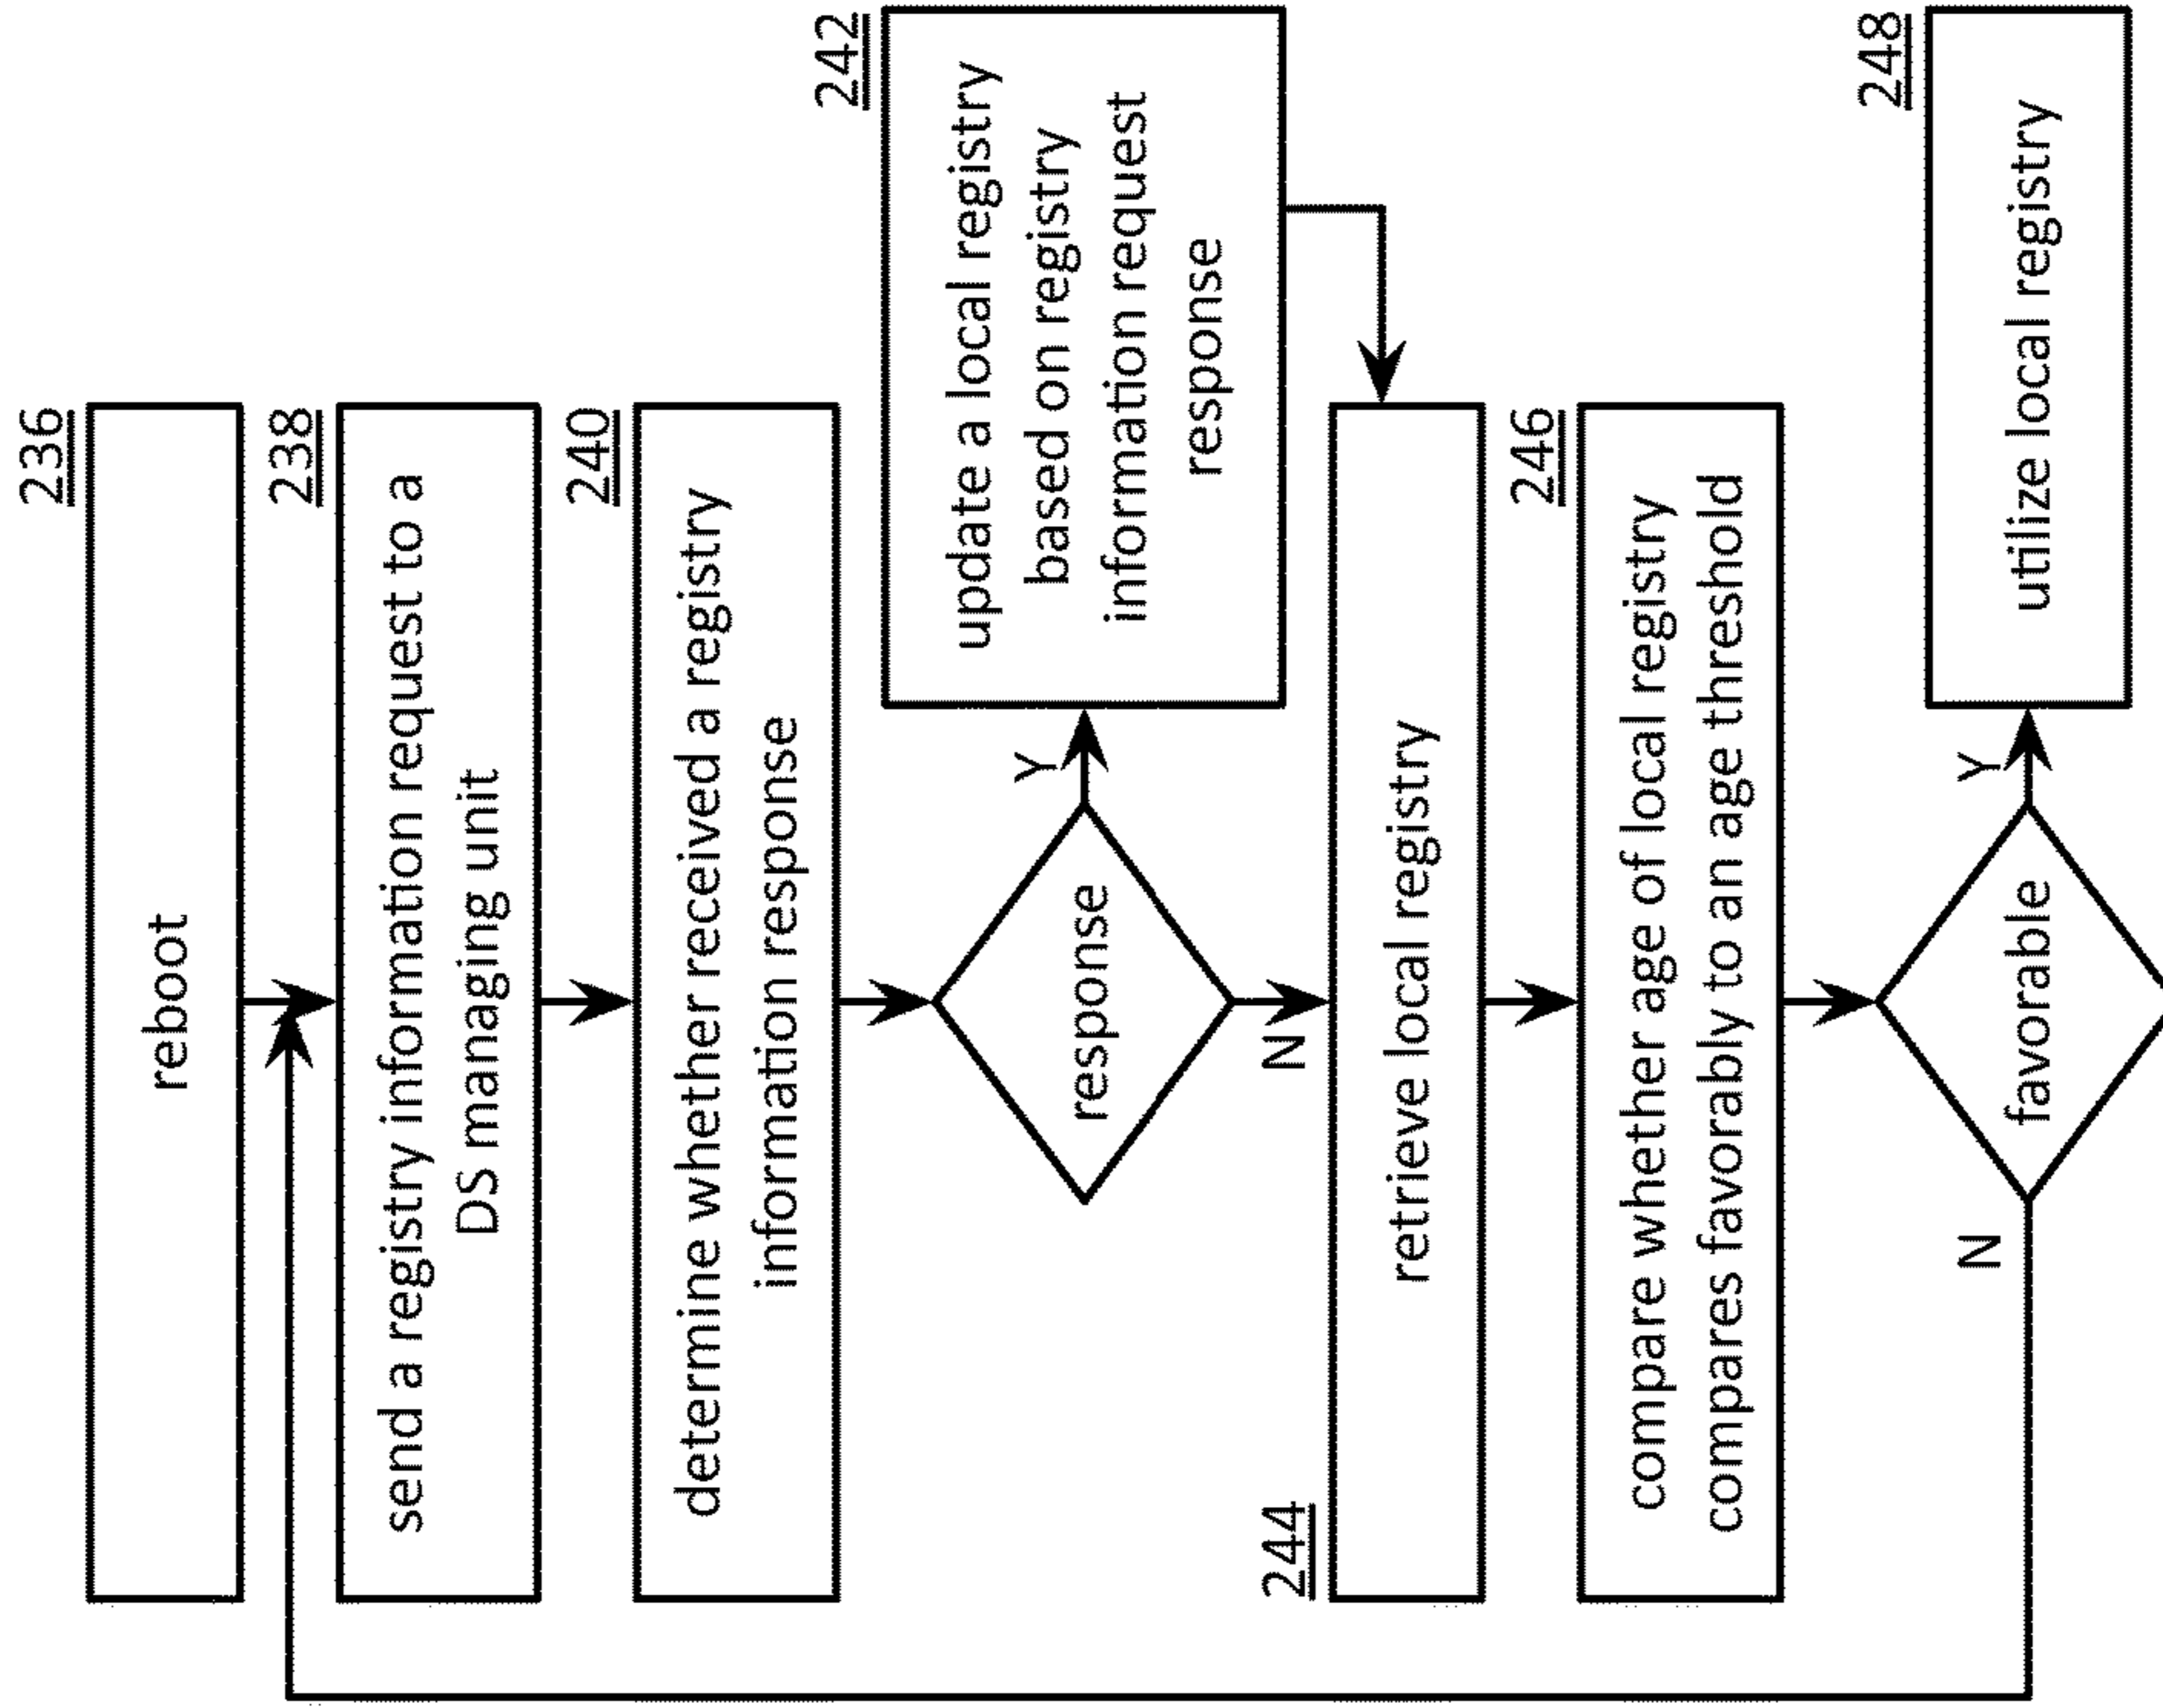 236
reboot
238
send a registry information request to a
DS managing unit
240
determine whether received a registry
information response
response
Y
N
242
update a local registry
based on registry
information request
response
244
retrieve local registry
246
compare whether age of local registry
compares favorably to an age threshold
favorable
N
Y
248
utilize local registry